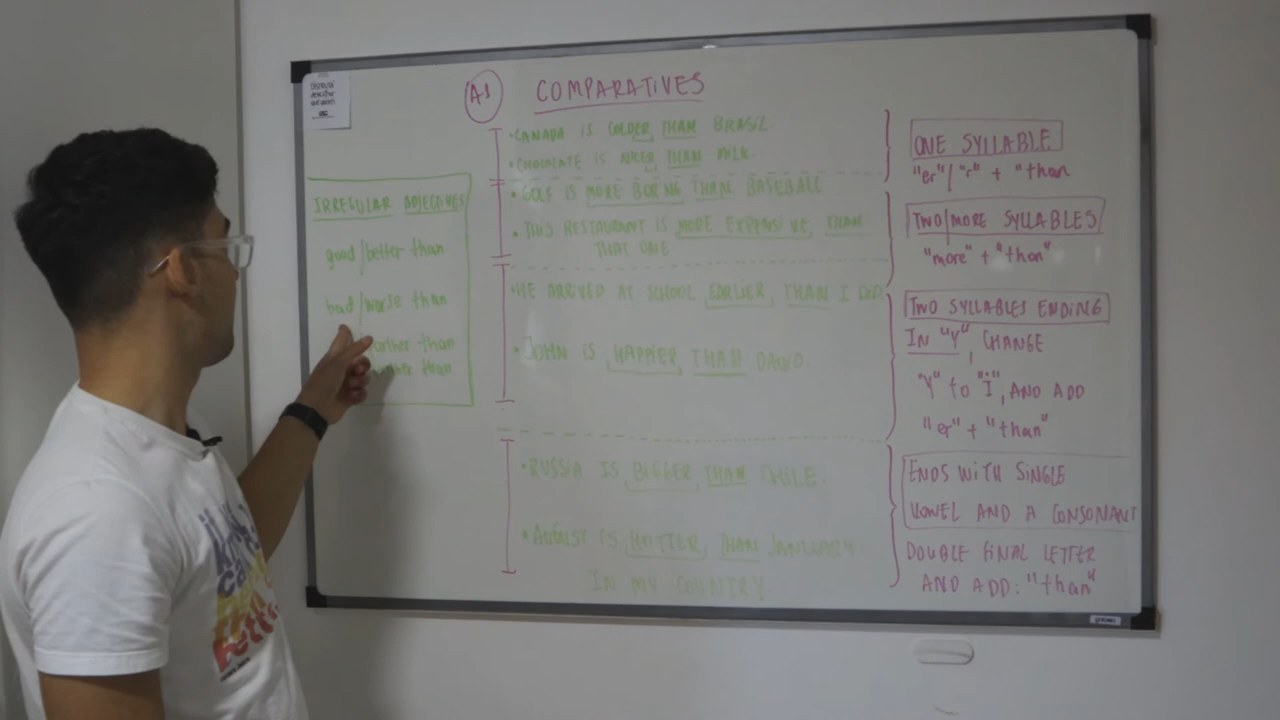 A1 COMPARATIVES
IRREGULAR ADJECTIVES
good/better than
bad/worse than
farther than
further than
• CANADA IS COLDER THAN BRASIL.
• CHOCOLATE IS NICER THAN MILK.
• GOLF IS MORE BORING THAN BASEBALL
• THIS RESTAURANT IS MORE EXPENSIVE, THAN
THAT ONE
• HE ARRIVED AT SCHOOL EARLIER, THAN I DID.
• JOHN IS HAPPIER THAN DAVID.
• RUSSIA IS BIGGER THAN CHILE.
• AUGUST IS HOTTER, THAN JANUARY
IN MY COUNTRY.
ONE SYLLABLE
"er"/"r" + "than
TWO/MORE SYLLABLES
"more" + "than"
TWO SYLLABLES ENDING
IN "Y", CHANGE
"Y" to "I", AND ADD
"er" + "than"
ENDS WITH SINGLE
VOWEL AND A CONSONANT
DOUBLE FINAL LETTER
AND ADD: "than"